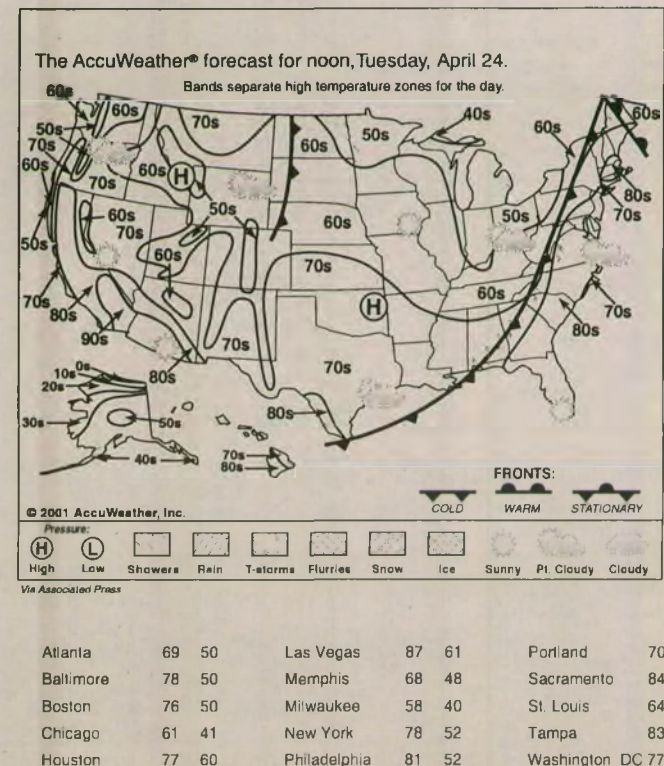 The AccuWeather® forecast for noon, Tuesday, April 24.
Bands separate high temperature zones for the day.
60s
60s
70s
40s
60s
50s
60s
50s
60s
70s
60s
60s
70s
50s
80s
70s
60s
70s
50s
60s
50s
60s
70s
60s
50s
70s
80s
90s
70s
60s
80s
70s
80s
70s
70s
80s
0s
10s
20s
30s
50s
40s
70s
80s
H
H
FRONTS:
COLD WARM STATIONARY
© 2001 AccuWeather, Inc.
Pressure:
H L
High Low Showers Rain T-storms Flurries Snow Ice Sunny Pt. Cloudy Cloudy
Via Associated Press
Atlanta 69 50 Las Vegas 87 61 Portland 70
Baltimore 78 50 Memphis 68 48 Sacramento 84
Boston 76 50 Milwaukee 58 40 St. Louis 64
Chicago 61 41 New York 78 52 Tampa 83
Houston 77 60 Philadelphia 81 52 Washington DC 77